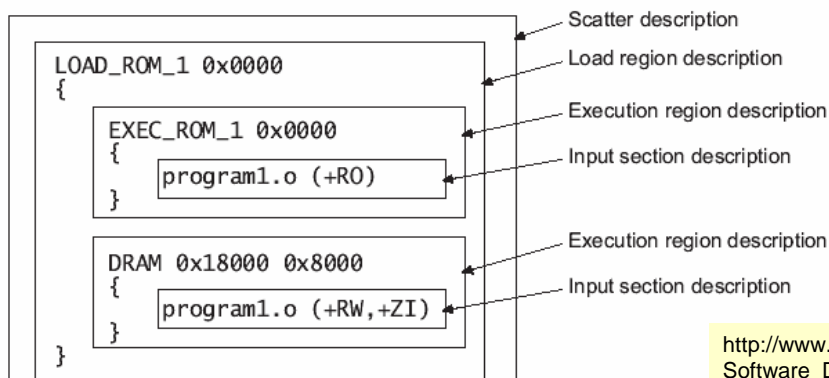 Scatter description
Load region description
LOAD_ROM_1 0x0000
{
Execution region description
EXEC_ROM_1 0x0000
{
Input section description
program1.o (+RO)
}
Execution region description
DRAM 0x18000 0x8000
{
Input section description
program1.o (+RW,+ZI)
}
}
http://www.